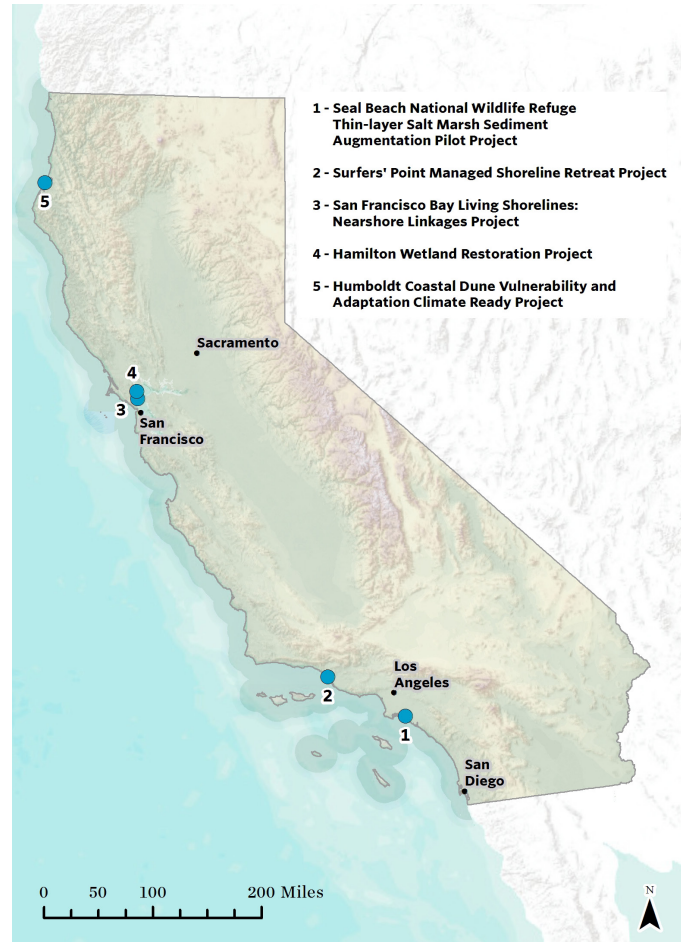 1 - Seal Beach National Wildlife Refuge
Thin-layer Salt Marsh Sediment
Augmentation Pilot Project
2 - Surfers' Point Managed Shoreline Retreat Project
3 - San Francisco Bay Living Shorelines:
Nearshore Linkages Project
4 - Hamilton Wetland Restoration Project
5 - Humboldt Coastal Dune Vulnerability and
Adaptation Climate Ready Project
5
Sacramento
4
3
San
Francisco
Los
Angeles
2
1
San
Diego
0 50 100 200 Miles
N